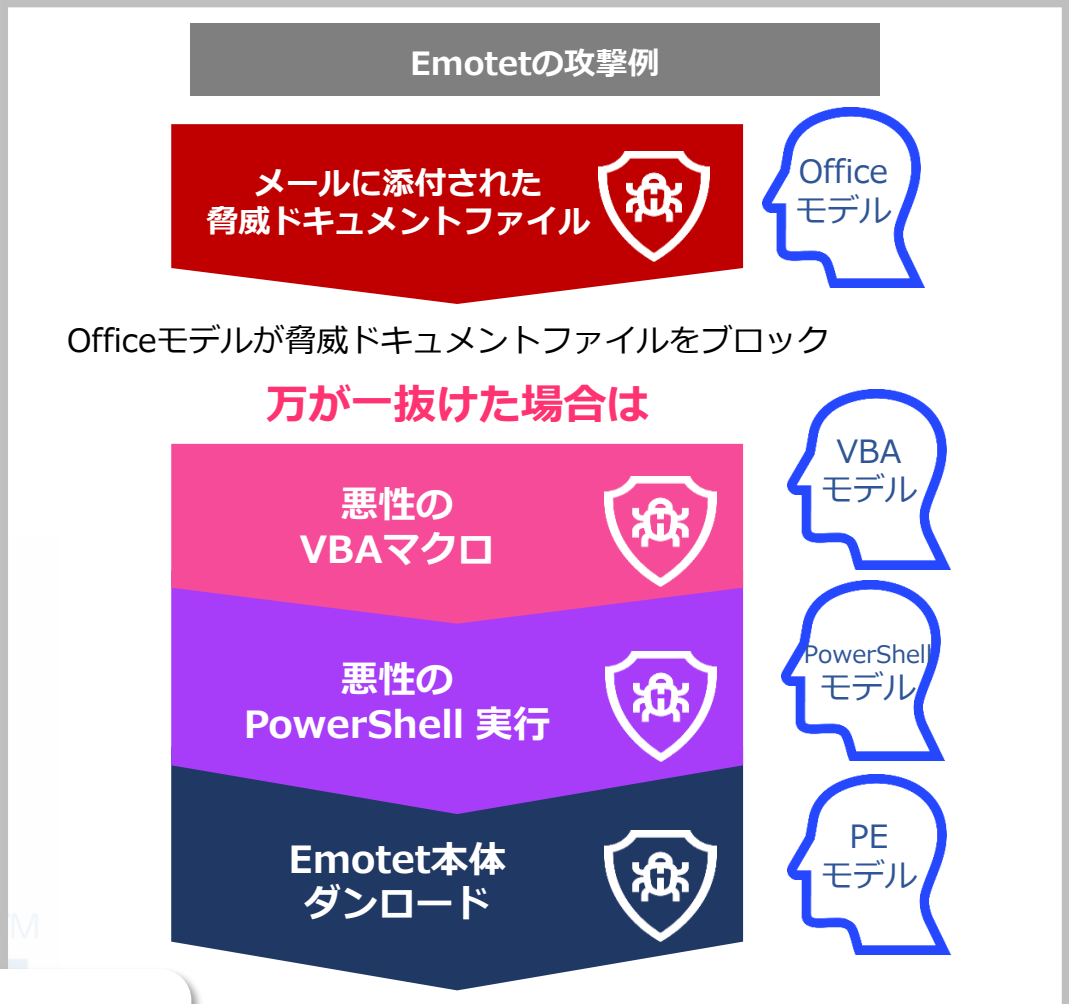 Emotetの攻撃例
メールに添付された
脅威ドキュメントファイル
Office
モデル
Officeモデルが脅威ドキュメントファイルをブロック
万が一抜けた場合は
悪性の
VBAマクロ
VBA
モデル
悪性の
PowerShell 実行
PowerShell
モデル
Emotet本体
ダンロード
PE
モデル
TM